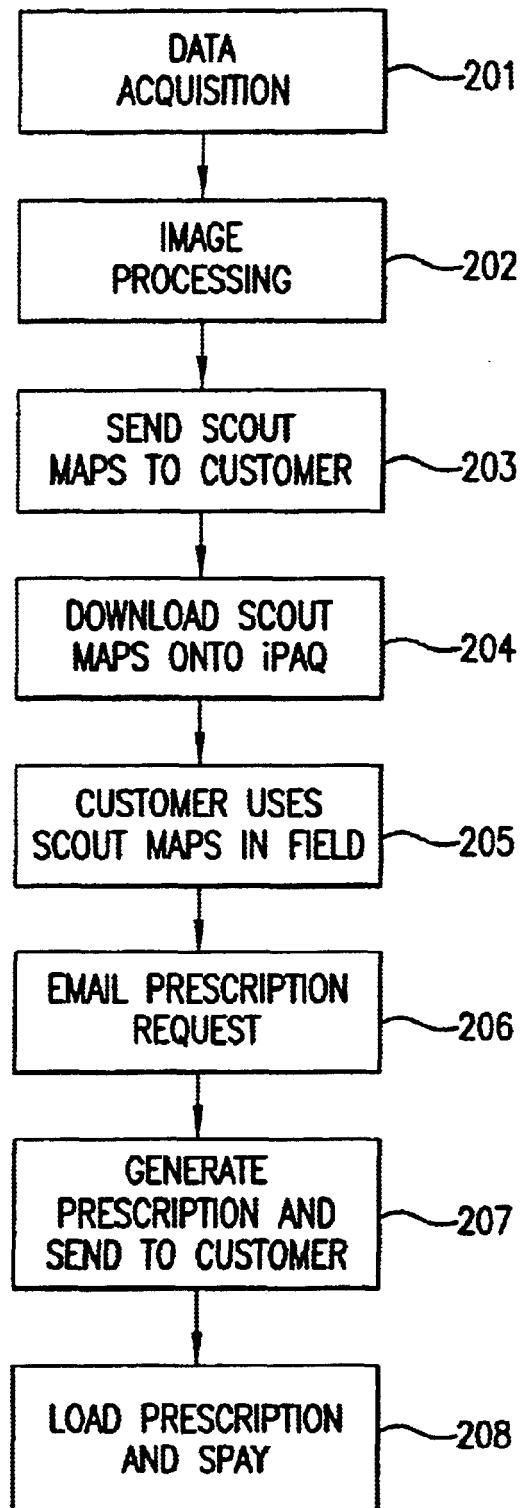 DATA
ACQUISITION
201
IMAGE
PROCESSING
202
SEND SCOUT
MAPS TO CUSTOMER
203
DOWNLOAD SCOUT
MAPS ONTO iPAQ
204
CUSTOMER USES
SCOUT MAPS IN FIELD
205
EMAIL PRESCRIPTION
REQUEST
206
GENERATE
PRESCRIPTION AND
SEND TO CUSTOMER
207
LOAD PRESCRIPTION
AND SPAY
208